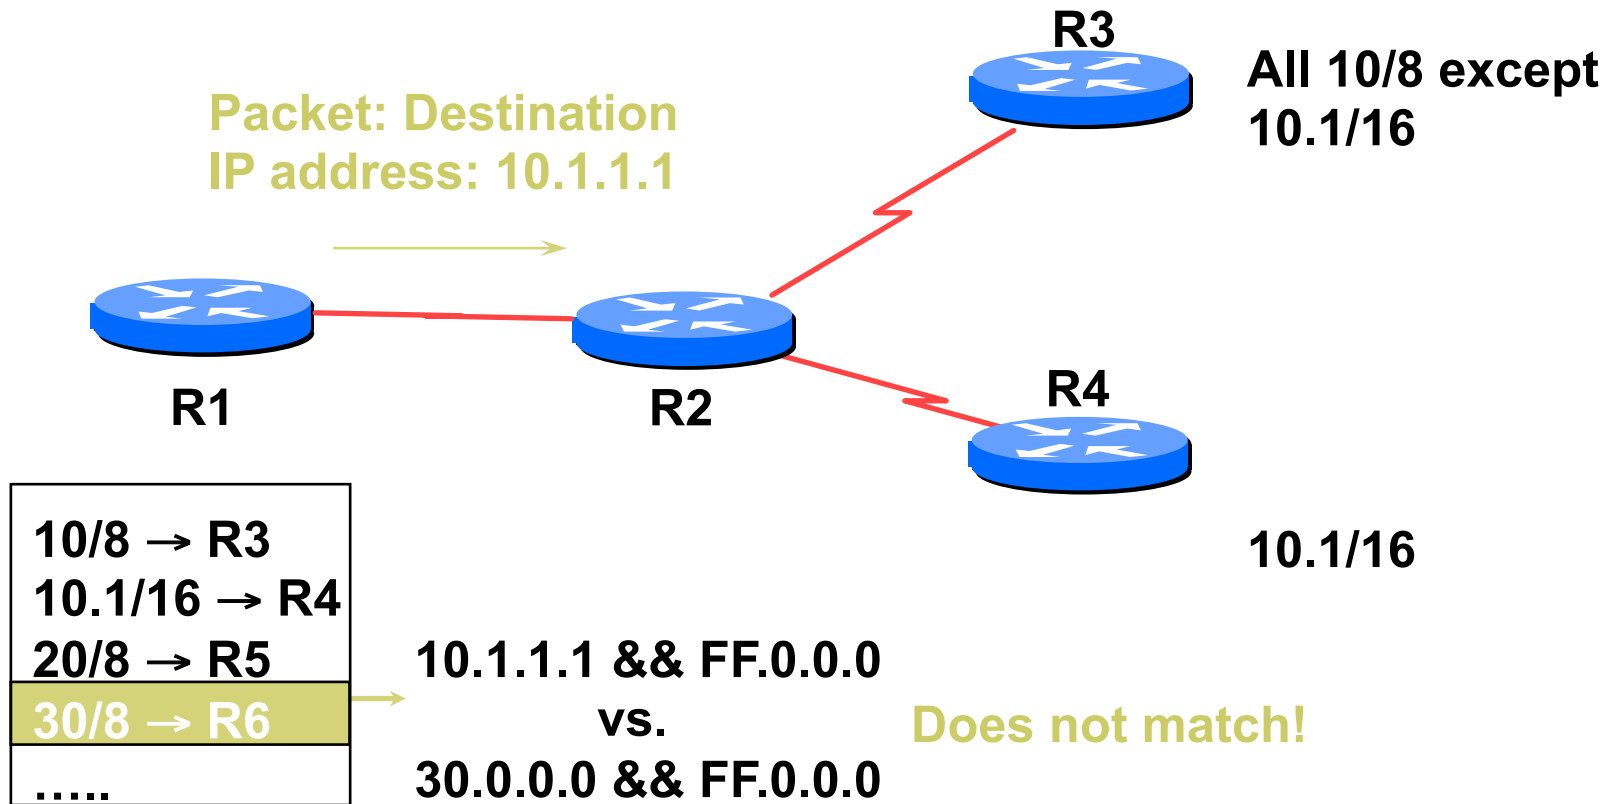 R3
All 10/8 except
10.1/16
Packet: Destination
IP address: 10.1.1.1
R1
R2
R4
10.1/16
10/8 → R3
10.1/16 → R4
20/8 → R5
30/8 → R6
.....
10.1.1.1 && FF.0.0.0
vs.
30.0.0.0 && FF.0.0.0
Does not match!